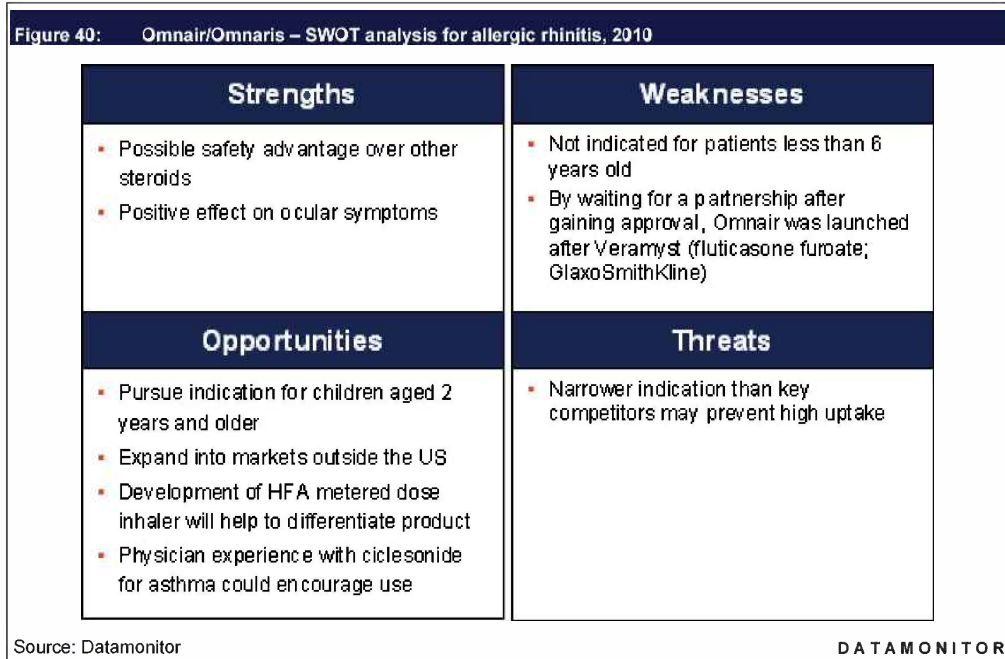 Figure 40: Omnair/Omnaris – SWOT analysis for allergic rhinitis, 2010
Strengths
▪ Possible safety advantage over other
steroids
▪ Positive effect on ocular symptoms
Weaknesses
▪ Not indicated for patients less than 6
years old
▪ By waiting for a partnership after
gaining approval, Omnair was launched
after Veramyst (fluticasone furoate;
GlaxoSmithKline)
Opportunities
▪ Pursue indication for children aged 2
years and older
▪ Expand into markets outside the US
▪ Development of HFA metered dose
inhaler will help to differentiate product
▪ Physician experience with ciclesonide
for asthma could encourage use
Threats
▪ Narrower indication than key
competitors may prevent high uptake
Source: Datamonitor
DATAMONITOR